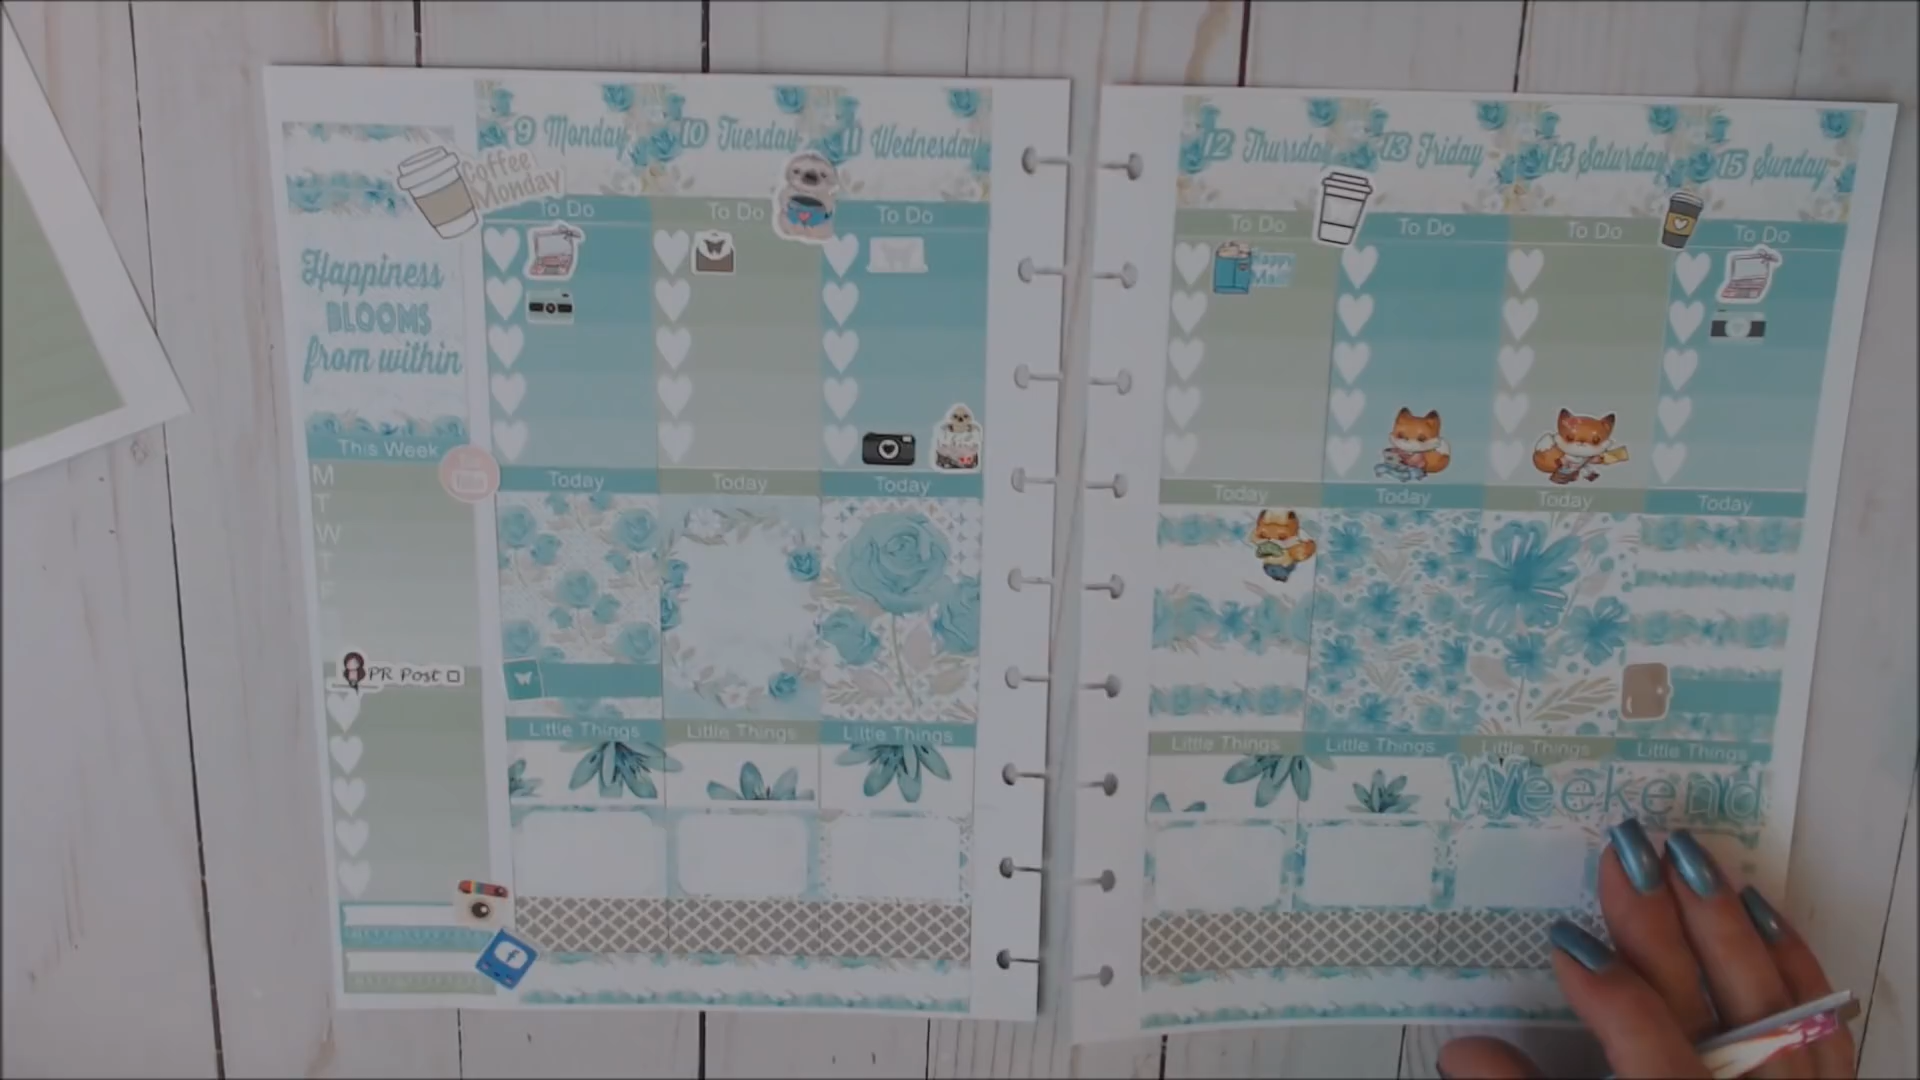 9 Monday
10 Tuesday
11 Wednesday
12 Thursday
13 Friday
14 Saturday
15 Sunday
Coffee
Monday
To Do
To Do
To Do
To Do
To Do
To Do
To Do
Happiness
BLOOMS
from within
Happy
Mail
This Week
M
T
W
T
F
Today
Today
Today
Today
Today
Today
Today
PR Post
Little Things
Little Things
Little Things
Little Things
Little Things
Little Things
Little Things
Weekend
f